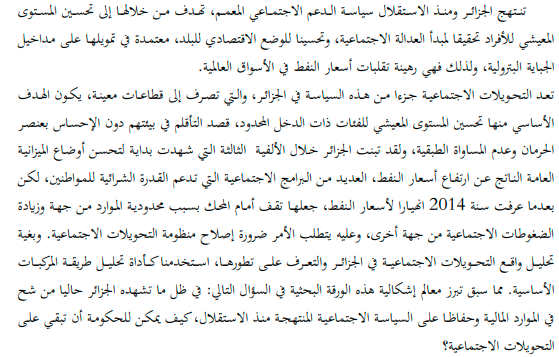 تنتهج الجزائر ومنذ الاستقلال سياسة الدعم الاجتماعي المعمم، تهدف من خلالها إلى تحسين المستوى
المعيشي للأفراد تحقيقا لمبدأ العدالة الاجتماعية، وتحسينا للوضع الاقتصادي للبلد، معتمدة في تمويلها على مداخيل
الجباية البترولية، ولذلك فهي رهينة تقلبات أسعار النفط في الأسواق العالمية.
تعد التحويلات الاجتماعية جزءا من هذه السياسة في الجزائر، والتي تصرف إلى قطاعات معينة، يكون الهدف
الأساسي منها تحسين المستوى المعيشي للفئات ذات الدخل المحدود، قصد التأقلم في بيئتهم دون الإحساس بعنصر
الحرمان وعدم المساواة الطبقية، ولقد تبنت الجزائر خلال الألفية الثالثة التي شهدت بداية لتحسن أوضاع الميزانية
العامة الناتج عن ارتفاع أسعار النفط، العديد من البرامج الاجتماعية التي تدعم القدرة الشرائية للمواطنين، لكن
بعدما عرفت سنة 2014 انهيارا لأسعار النفط، جعلها تقف أمام المحك بسبب محدودية الموارد من جهة وزيادة
الضغوطات الاجتماعية من جهة أخرى، وعليه يتطلب الأمر ضرورة إصلاح منظومة التحويلات الاجتماعية. وبغية
تحليل واقع التحويلات الاجتماعية في الجزائر والتعرف على تطورها، استخدمنا كأداة تحليل طريقة المركبات
الأساسية. مما سبق تبرز معالم إشكالية هذه الورقة البحثية في السؤال التالي: في ظل ما تشهده الجزائر حاليا من شح
في الموارد المالية وحفاظا على السياسة الاجتماعية المنتهجة منذ الاستقلال، كيف يمكن للحكومة أن تبقي على
التحويلات الاجتماعية؟